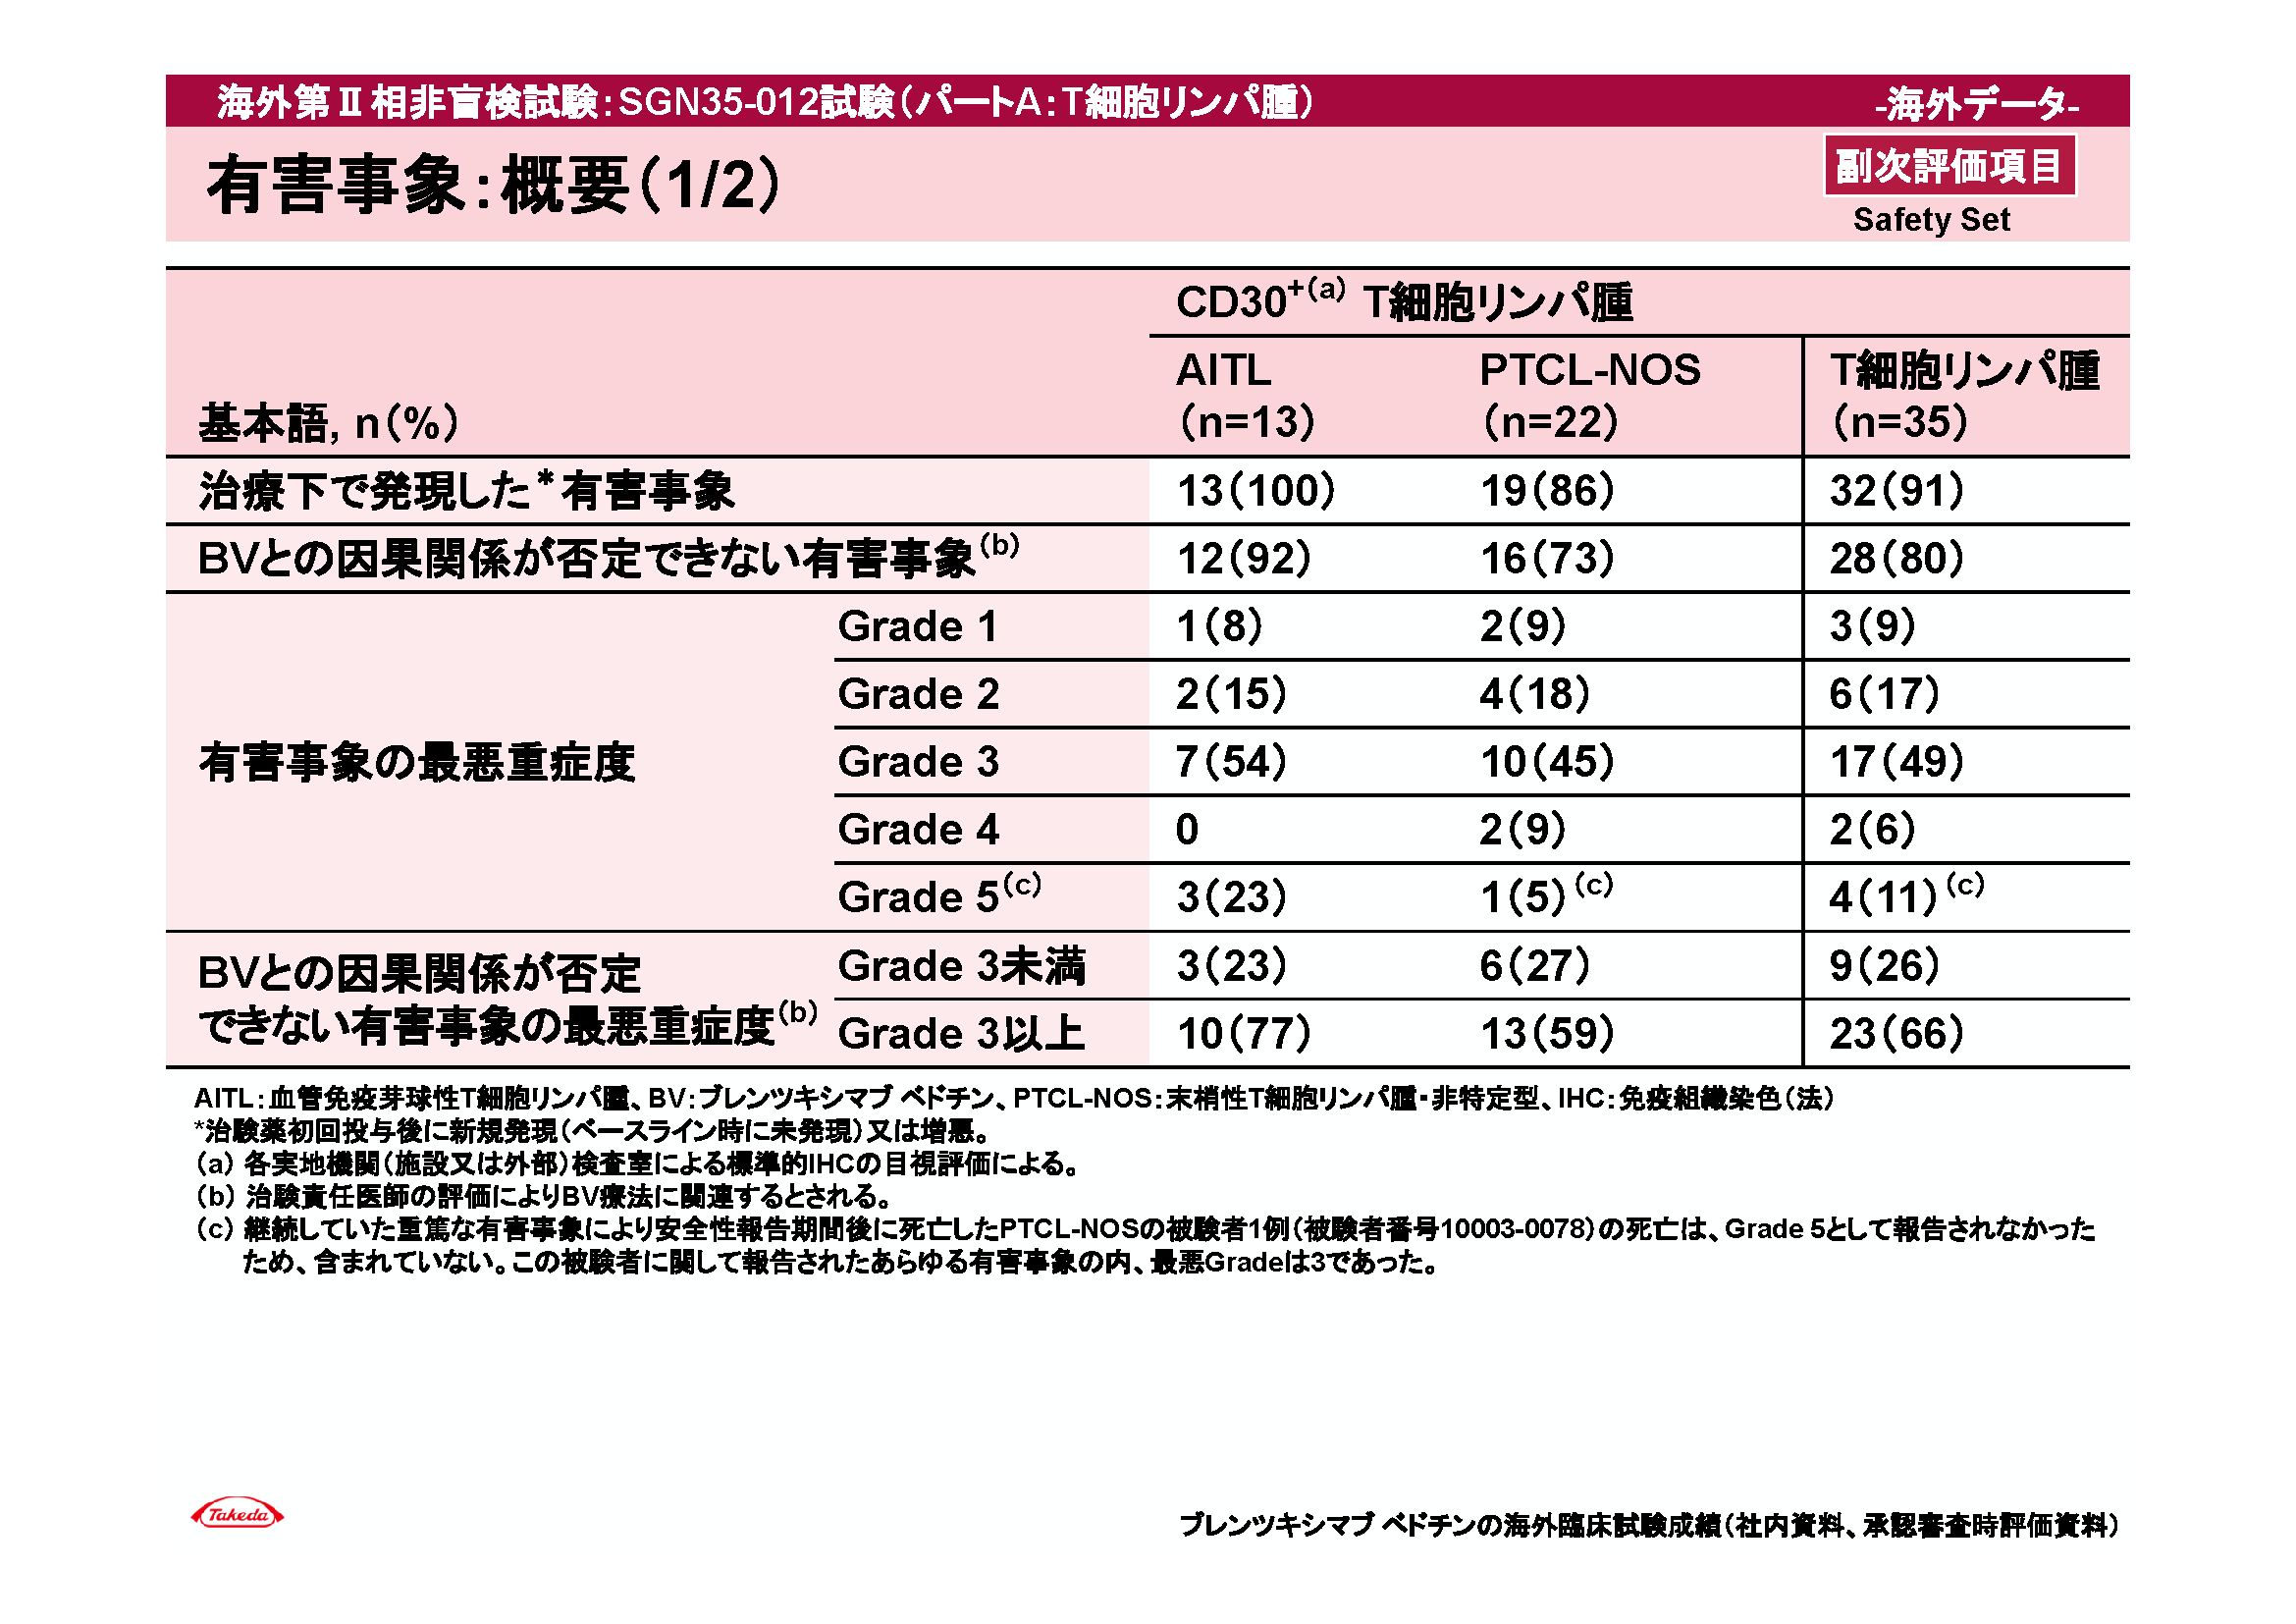 海外第Ⅱ相非盲検試験：SGN35-012試験（パートA：T細胞リンパ腫）
-海外データ-
有害事象：概要（1/2）
副次評価項目
Safety Set
CD30+（a） T細胞リンパ腫
基本語, n（%）
AITL（n=13）
PTCL-NOS（n=22）
T細胞リンパ腫（n=35）
治療下で発現した*有害事象 13（100） 19（86） 32（91）
BVとの因果関係が否定できない有害事象（b） 12（92） 16（73） 28（80）
有害事象の最悪重症度
Grade 1 1（8） 2（9） 3（9）
Grade 2 2（15） 4（18） 6（17）
Grade 3 7（54） 10（45） 17（49）
Grade 4 0 2（9） 2（6）
Grade 5（c） 3（23） 1（5）（c） 4（11）（c）
BVとの因果関係が否定
できない有害事象の最悪重症度（b）
Grade 3未満 3（23） 6（27） 9（26）
Grade 3以上 10（77） 13（59） 23（66）
AITL：血管免疫芽球性T細胞リンパ腫、BV：ブレンツキシマブ ベドチン、PTCL-NOS：末梢性T細胞リンパ腫・非特定型、IHC：免疫組織染色（法）
*治験薬初回投与後に新規発現（ベースライン時に未発現）又は増悪。
（a） 各実地機関（施設又は外部）検査室による標準的IHCの目視評価による。
（b） 治験責任医師の評価によりBV療法に関連するとされる。
（c） 継続していた重篤な有害事象により安全性報告期間後に死亡したPTCL-NOSの被験者1例（被験者番号10003-0078）の死亡は、Grade 5として報告されなかった
ため、含まれていない。この被験者に関して報告されたあらゆる有害事象の内、最悪Gradeは3であった。
Takeda
ブレンツキシマブ ベドチンの海外臨床試験成績（社内資料、承認審査時評価資料）